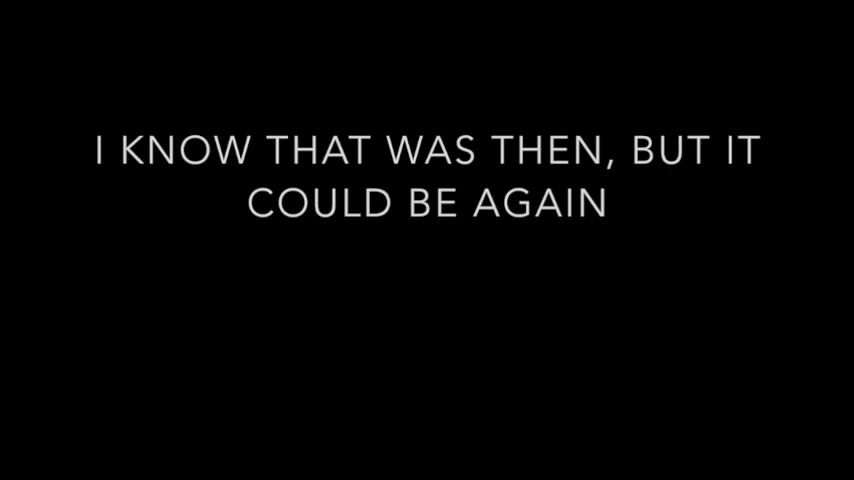 I KNOW THAT WAS THEN, BUT IT
COULD BE AGAIN